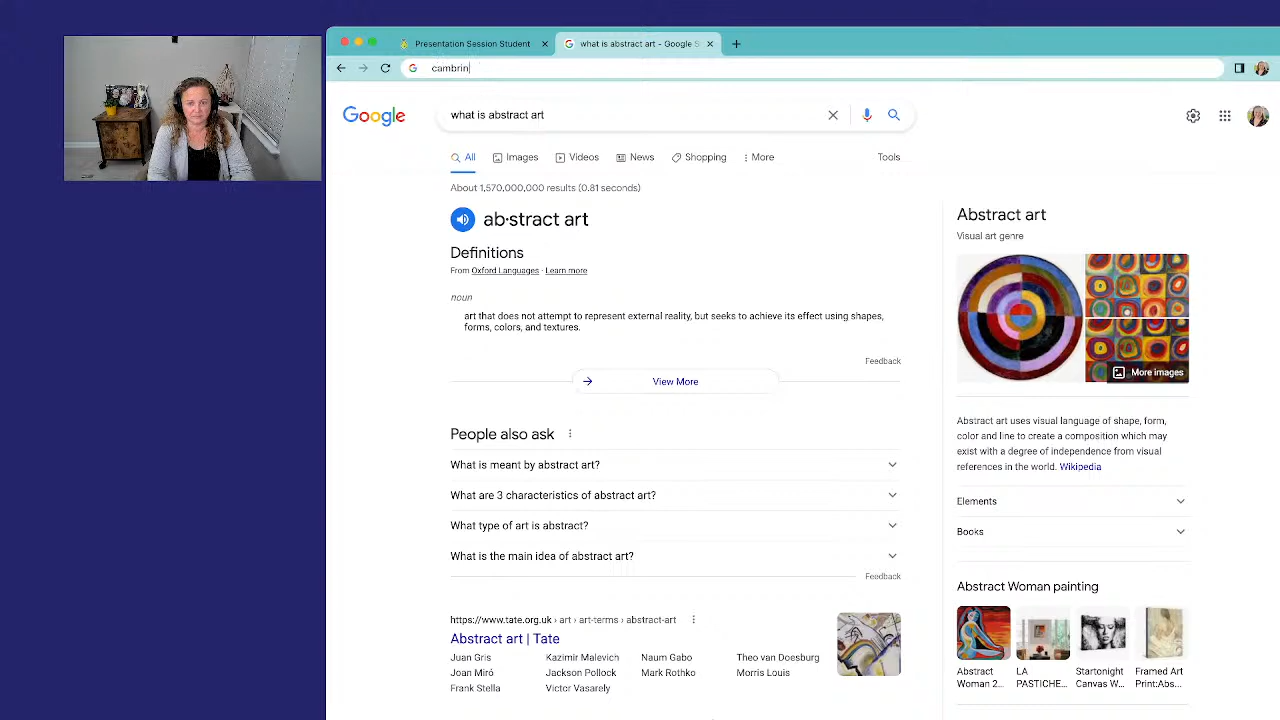 Presentation Session Student
what is abstract art - Google S
cambrin
Google
what is abstract art
All Images Videos News Shopping More Tools
About 1,570,000,000 results (0.81 seconds)
ab·stract art
Definitions
From Oxford Languages · Learn more
noun
art that does not attempt to represent external reality, but seeks to achieve its effect using shapes,
forms, colors, and textures.
Feedback
View More
People also ask
What is meant by abstract art?
What are 3 characteristics of abstract art?
What type of art is abstract?
What is the main idea of abstract art?
Feedback
https://www.tate.org.uk › art › art-terms › abstract-art
Abstract art | Tate
Juan Gris Kazimir Malevich Naum Gabo Theo van Doesburg
Joan Miró Jackson Pollock Mark Rothko Morris Louis
Frank Stella Victor Vasarely
Abstract art
Visual art genre
More images
Abstract art uses visual language of shape, form,
color and line to create a composition which may
exist with a degree of independence from visual
references in the world. Wikipedia
Elements
Books
Abstract Woman painting
Abstract LA Startonight Framed Art
Woman 2... PASTICHE... Canvas W... Print:Abs...